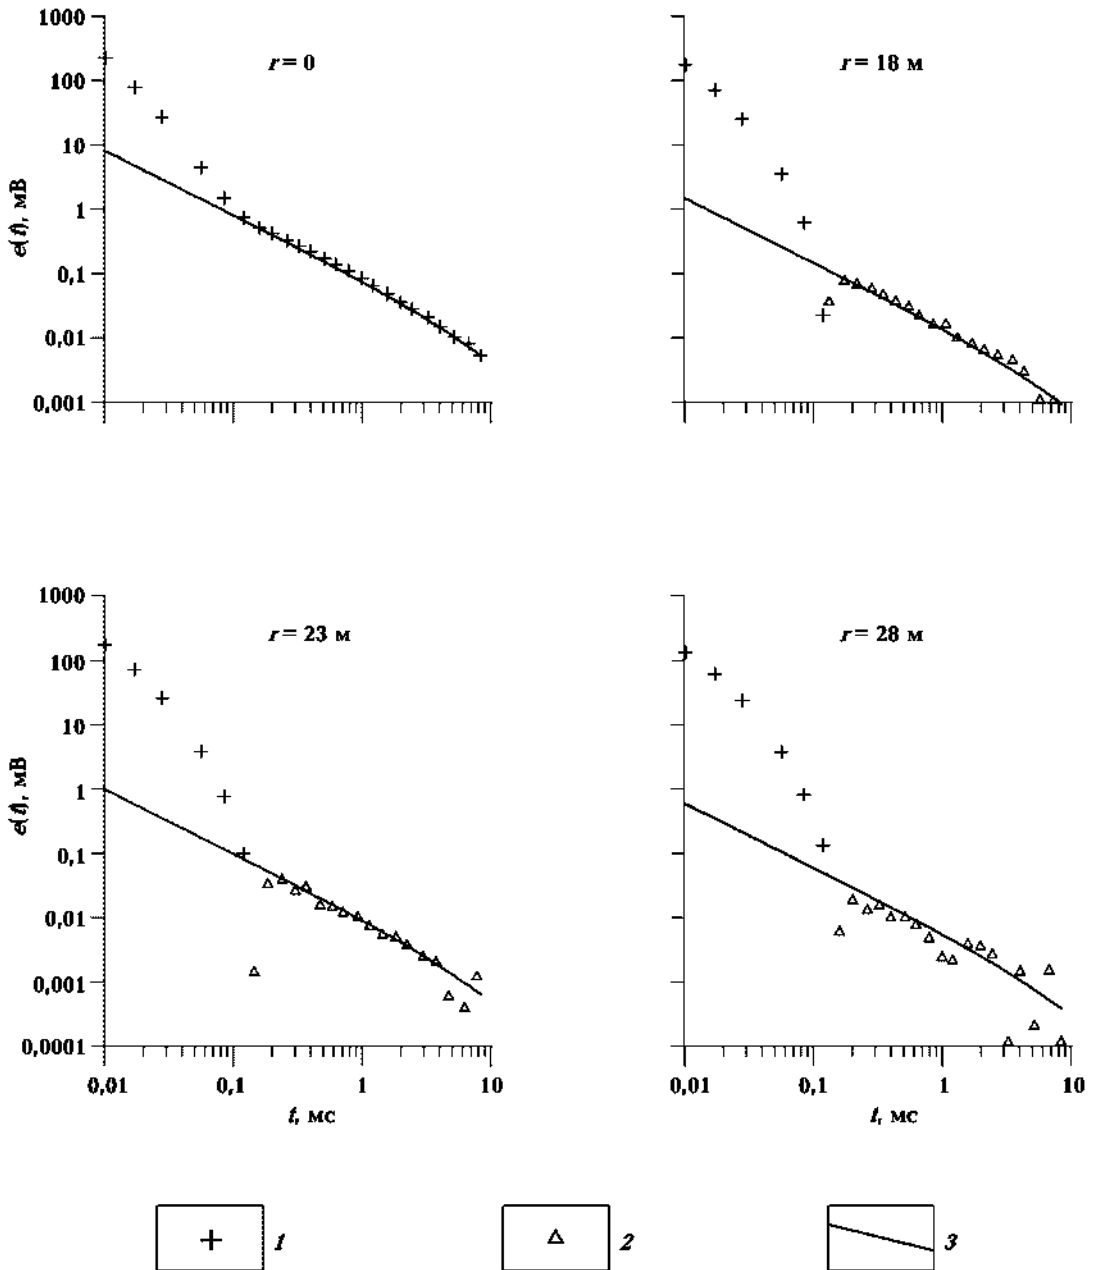 1000
100
10
1
0,1
0,01
0,001
e(t), мВ
r = 0
r = 18 м
1000
100
10
1
0,1
0,01
0,001
0,0001
e(t), мВ
r = 23 м
r = 28 м
0,01 0,1 1 10
t, мс
0,01 0,1 1 10
t, мс
1
2
3